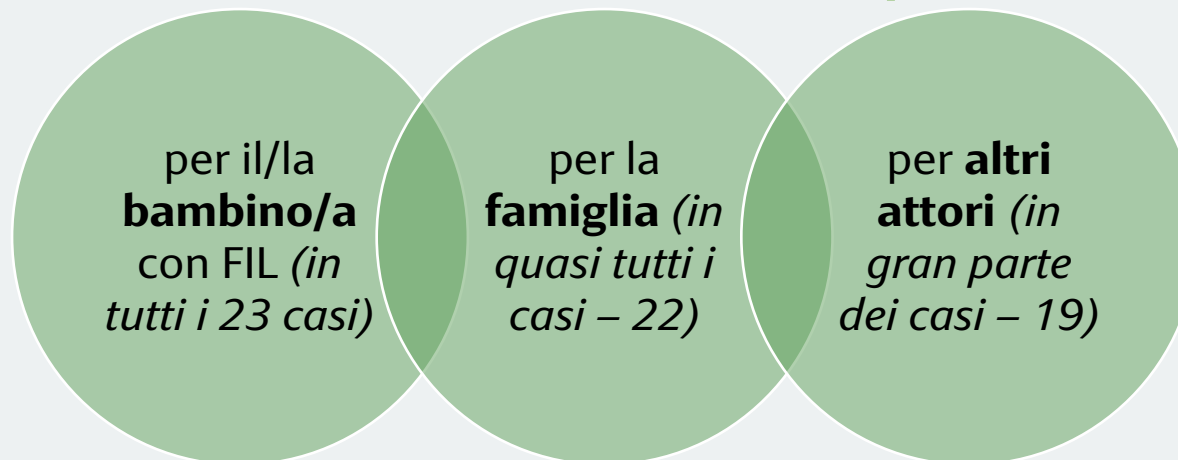 per il/la
bambino/a
con FIL (in
tutti i 23 casi)
per la
famiglia (in
quasi tutti i
casi – 22)
per altri
attori (in
gran parte
dei casi – 19)